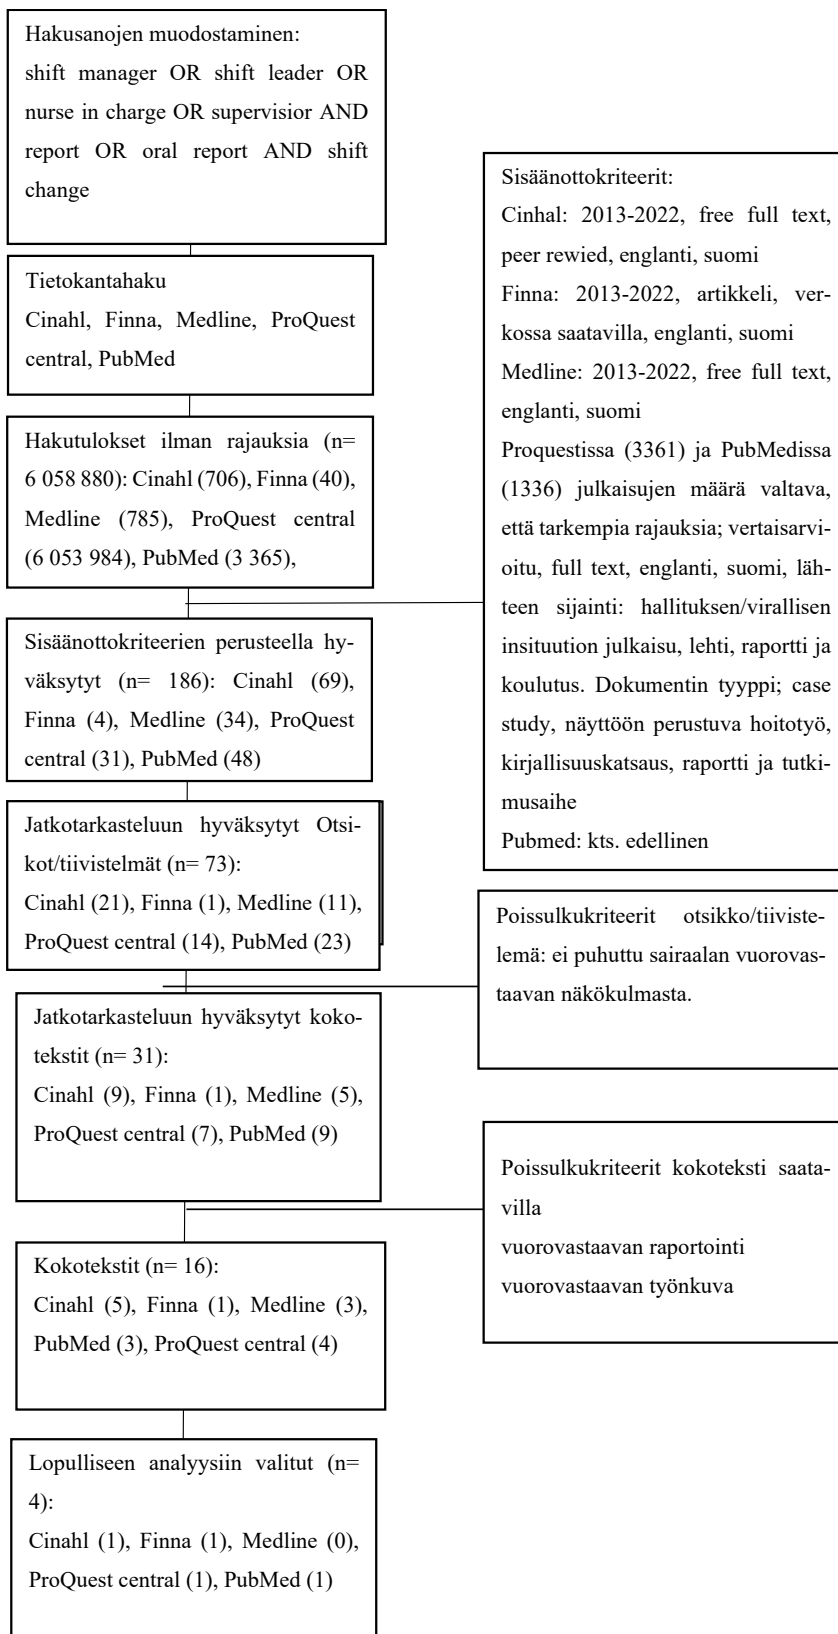 Hakusanojen muodostaminen:
shift manager OR shift leader OR
nurse in charge OR supervisior AND
report OR oral report AND shift
change
Tietokantahaku
Cinahl, Finna, Medline, ProQuest
central, PubMed
Hakutulokset ilman rajauksia (n=
6 058 880): Cinahl (706), Finna (40),
Medline (785), ProQuest central
(6 053 984), PubMed (3 365),
Sisäänottokriteerit:
Cinhal: 2013-2022, free full text,
peer rewied, englanti, suomi
Finna: 2013-2022, artikkeli, ver-
kossa saatavilla, englanti, suomi
Medline: 2013-2022, free full text,
englanti, suomi
Proquestissa (3361) ja PubMedissa
(1336) julkaisujen määrä valtava,
että tarkempia rajauksia; vertaisarvi-
oitu, full text, englanti, suomi, läh-
teen sijainti: hallituksen/virallisen
insituution julkaisu, lehti, raportti ja
koulutus. Dokumentin tyyppi; case
study, näyttöön perustuva hoitotyö,
kirjallisuuskatsaus, raportti ja tutki-
musaihe
Pubmed: kts. edellinen
Sisäänottokriteerien perusteella hy-
väksytyt (n= 186): Cinahl (69),
Finna (4), Medline (34), ProQuest
central (31), PubMed (48)
Jatkotarkasteluun hyväksytyt Otsi-
kot/tiivistelmät (n= 73):
Cinahl (21), Finna (1), Medline (11),
ProQuest central (14), PubMed (23)
Poissulkukriteerit otsikko/tiiviste-
lemä: ei puhuttu sairaalan vuorovas-
taavan näkökulmasta.
Jatkotarkasteluun hyväksytyt koko-
tekstit (n= 31):
Cinahl (9), Finna (1), Medline (5),
ProQuest central (7), PubMed (9)
Poissulkukriteerit kokoteksti saata-
villa
vuorovastaavan raportointi
vuorovastaavan työnkuva
Kokotekstit (n= 16):
Cinahl (5), Finna (1), Medline (3),
PubMed (3), ProQuest central (4)
Lopulliseen analyysiin valitut (n=
4):
Cinahl (1), Finna (1), Medline (0),
ProQuest central (1), PubMed (1)